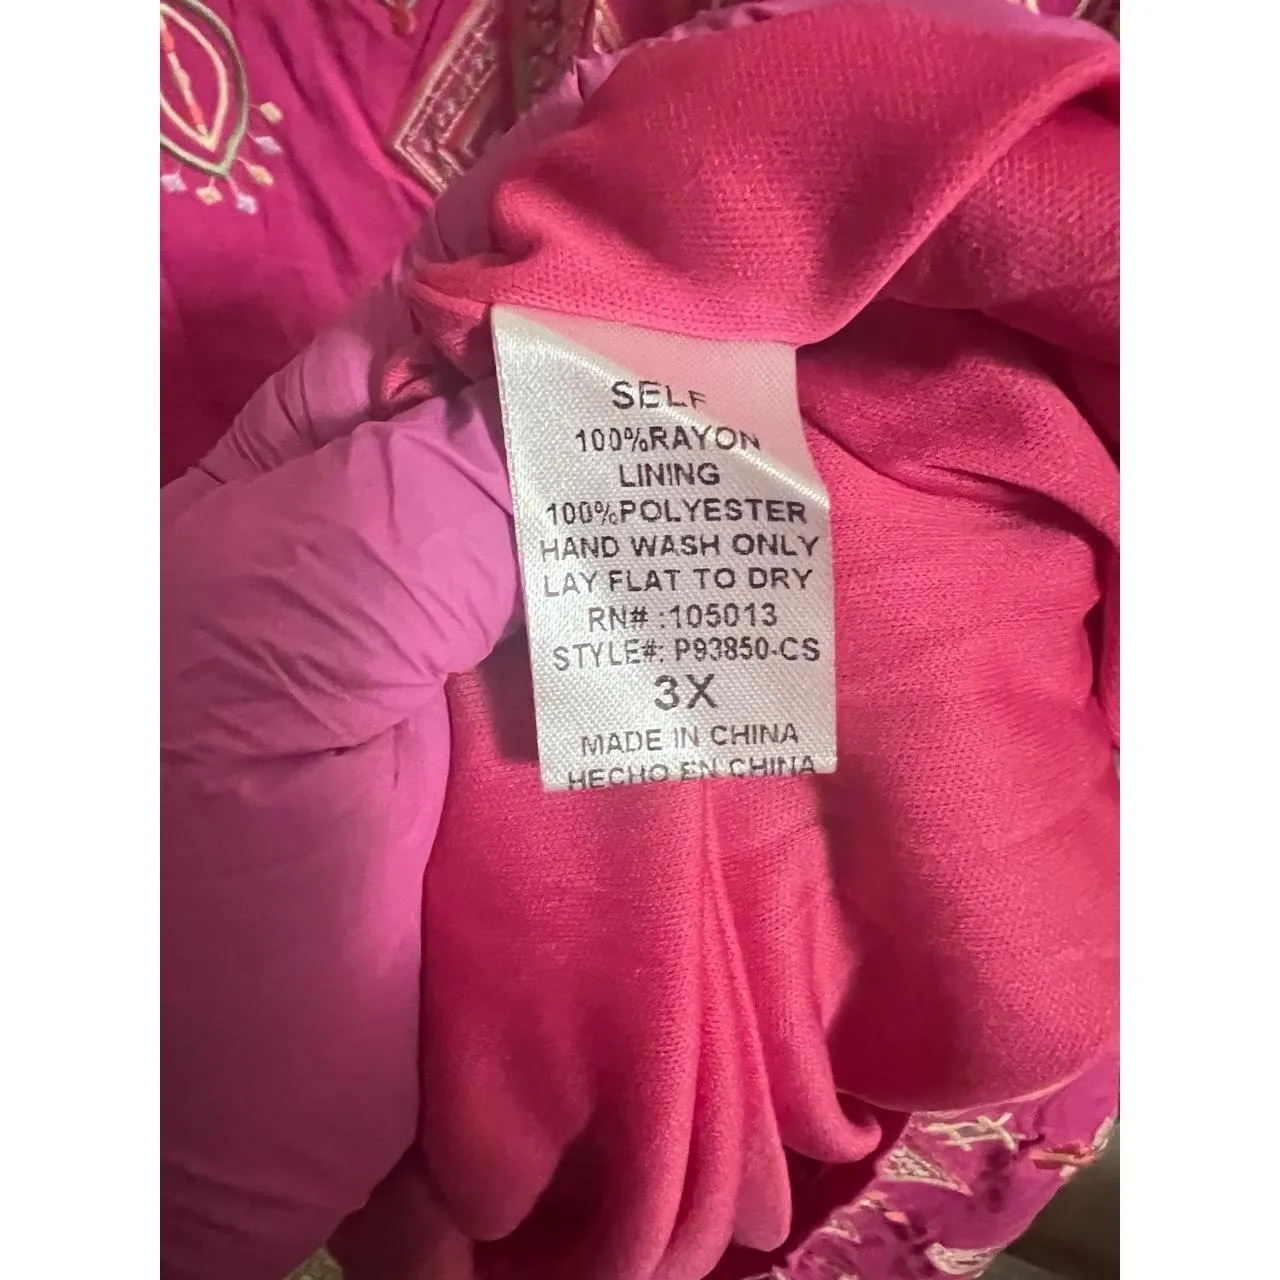 SELF
100%RAYON
LINING
100%POLYESTER
HAND WASH ONLY
LAY FLAT TO DRY
RN# :105013
STYLE#: P93850-CS
3X
MADE IN CHINA
HECHO EN CHINA